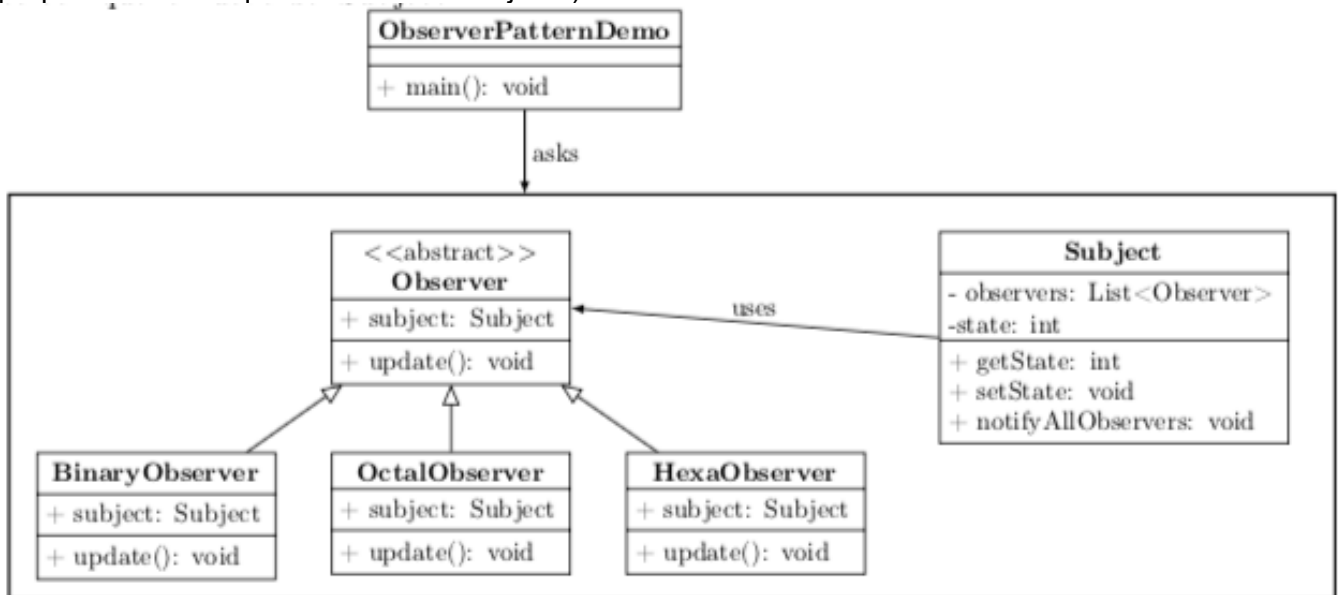 ObserverPatternDemo
+ main(): void
asks
<<abstract>>
Observer
+ subject: Subject
+ update(): void
uses
Subject
- observers: List<Observer>
-state: int
+ getState: int
+ setState: void
+ notifyAllObservers: void
BinaryObserver
+ subject: Subject
+ update(): void
OctalObserver
+ subject: Subject
+ update(): void
HexaObserver
+ subject: Subject
+ update(): void